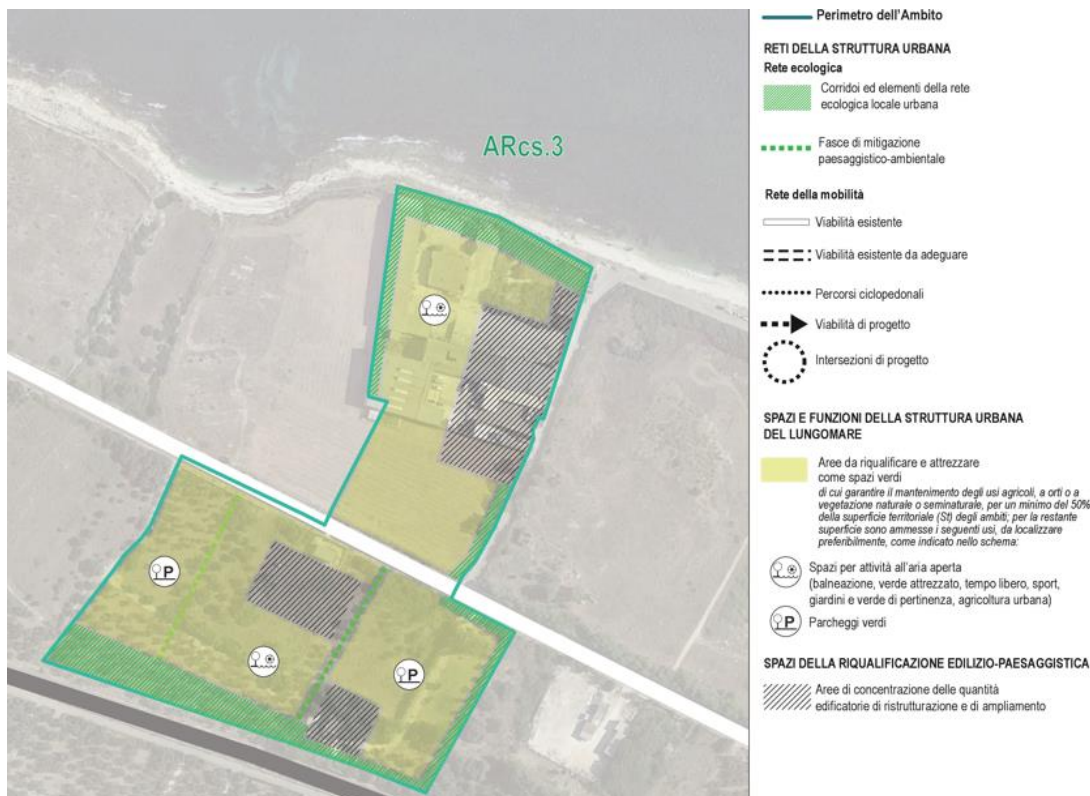 ARcs.3
P
P
Perimetro dell'Ambito
RETI DELLA STRUTTURA URBANA
Rete ecologica
Corridoi ed elementi della rete
ecologica locale urbana
Fasce di mitigazione
paesaggistico-ambientale
Rete della mobilità
Viabilità esistente
Viabilità esistente da adeguare
Percorsi ciclopedonali
Viabilità di progetto
Intersezioni di progetto
SPAZI E FUNZIONI DELLA STRUTTURA URBANA
DEL LUNGOMARE
Aree da riqualificare e attrezzare
come spazi verdi
di cui garantire il mantenimento degli usi agricoli, a orti o a
vegetazione naturale o seminaturale, per un minimo del 50%
della superficie territoriale (St) degli ambiti; per la restante
superficie sono ammesse i seguenti usi, da localizzare
preferibilmente, come indicato nello schema:
Spazi per attività all'aria aperta
(balneazione, verde attrezzato, tempo libero, sport,
giardini e verde di pertinenza, agricoltura urbana)
P Parcheggi verdi
SPAZI DELLA RIQUALIFICAZIONE EDILIZIO-PAESAGGISTICA
Aree di concentrazione delle quantità
edificatorie di ristrutturazione e di ampliamento